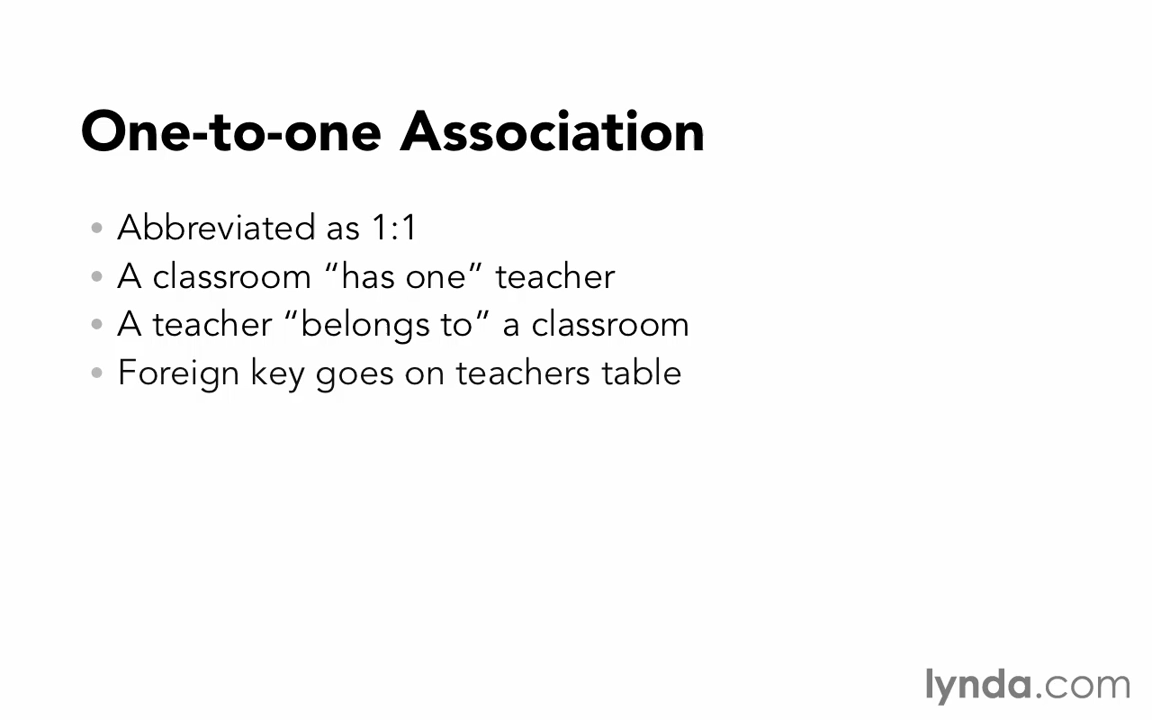 One-to-one Association
• Abbreviated as 1:1
• A classroom “has one” teacher
• A teacher “belongs to” a classroom
• Foreign key goes on teachers table
lynda.com